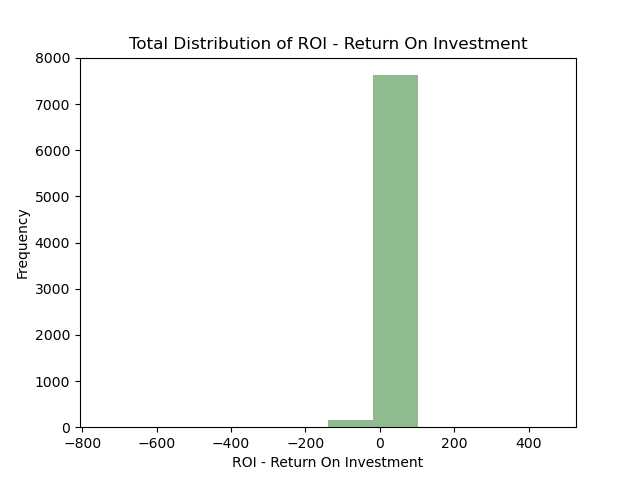 Total Distribution of ROI - Return On Investment
8000
7000
6000
5000
4000
3000
2000
1000
0
Frequency
−800 −600 −400 −200 0 200 400
ROI - Return On Investment